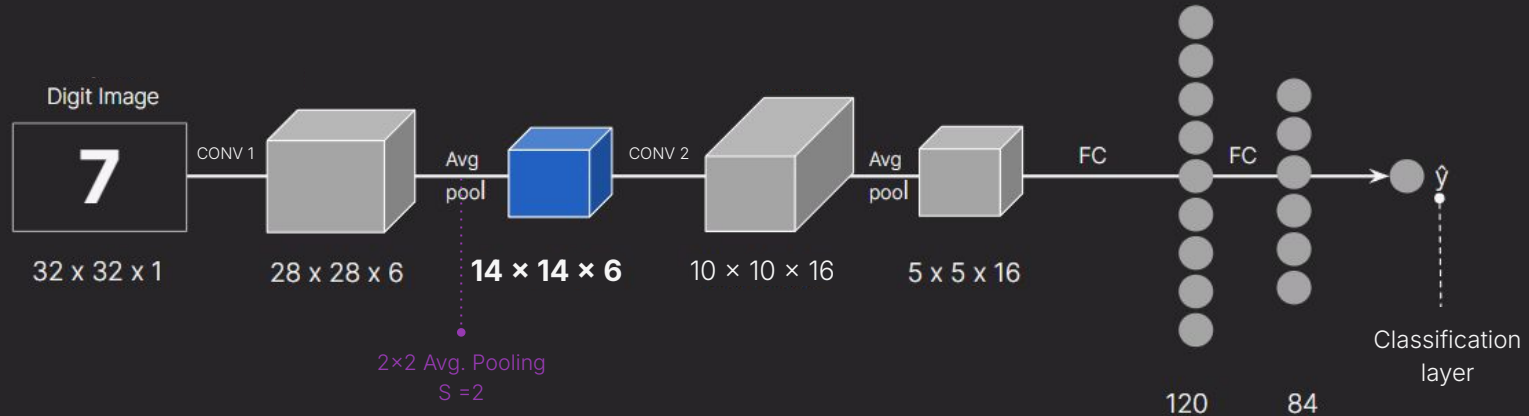 Digit Image
7
32 x 32 x 1
CONV 1
28 x 28 x 6
Avg
pool
2×2 Avg. Pooling
S =2
14 × 14 × 6
CONV 2
10 × 10 × 16
Avg
pool
5 x 5 x 16
FC
120
FC
84
ŷ
Classification
layer